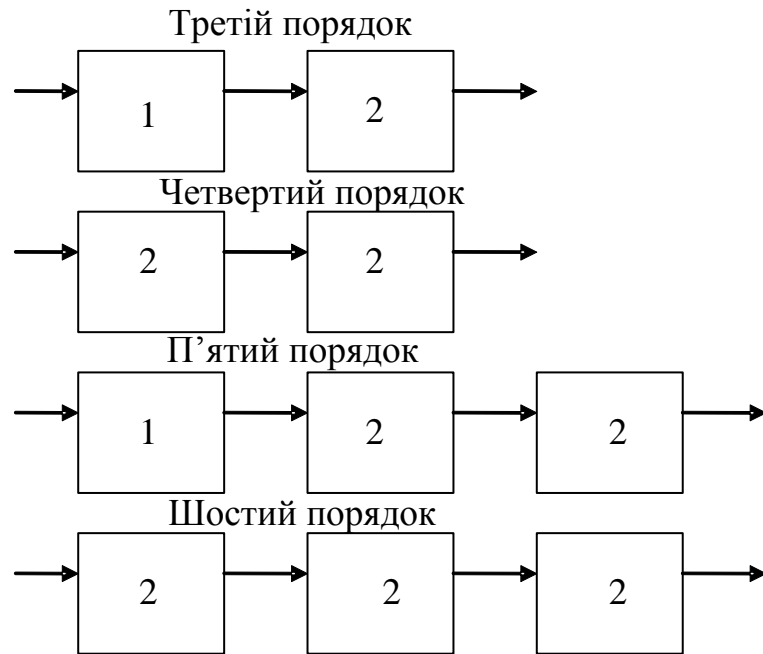 Третій порядок
1 2
Четвертий порядок
2 2
П’ятий порядок
1 2 2
Шостий порядок
2 2 2